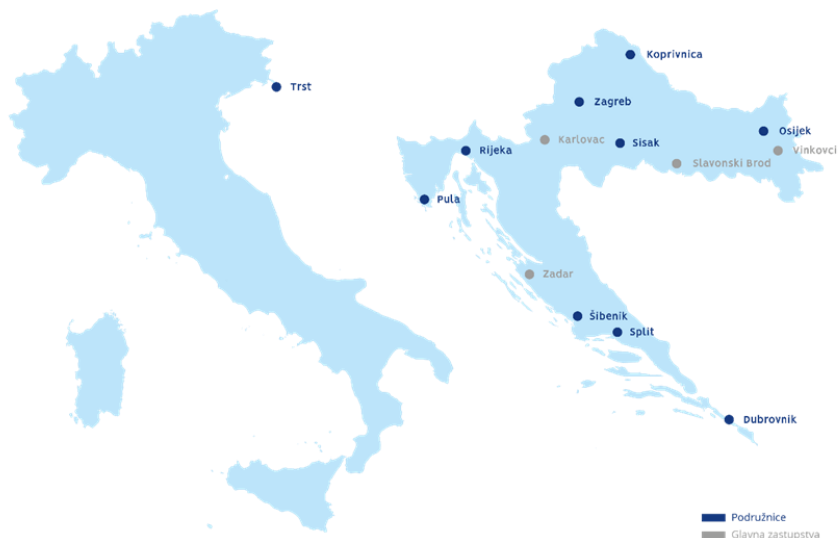 Koprivnica
Trst
Zagreb
Osijek
Karlovac
Sisak
Rijeka
Vinkovci
Slavonski Brod
Pula
Zadar
Šibenik
Split
Dubrovnik
Podružnice
Glavna zastupstva